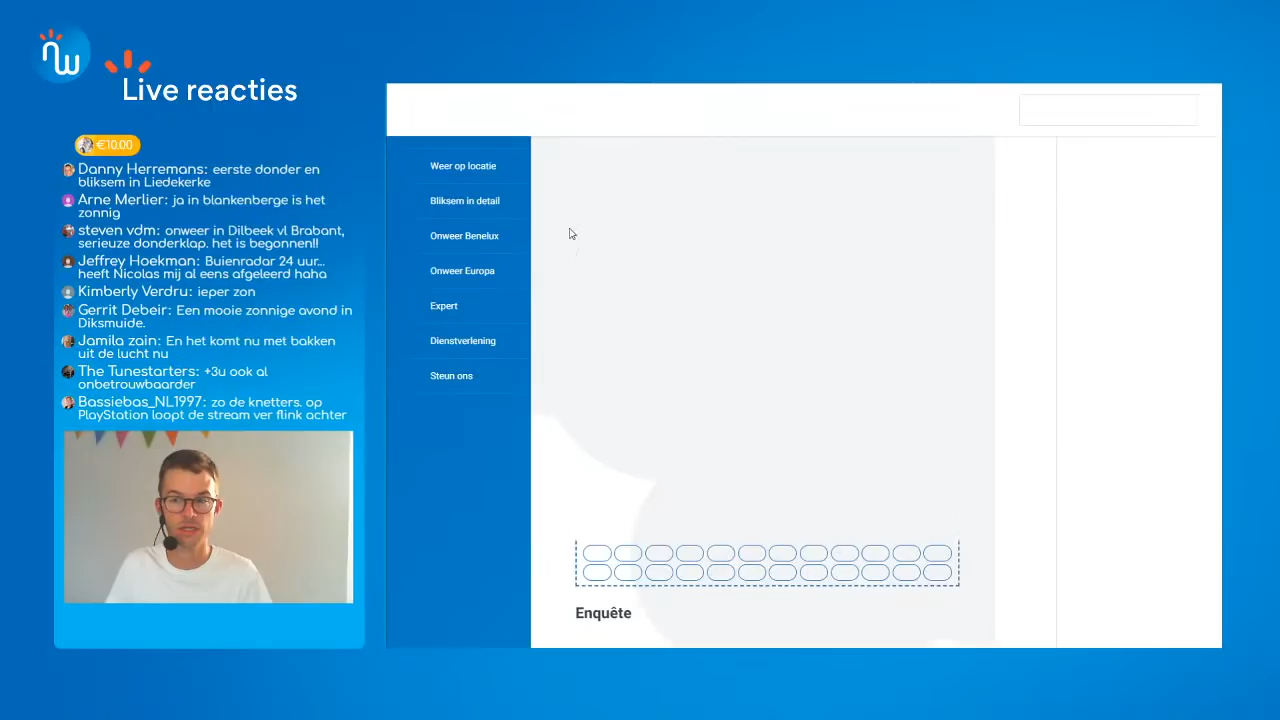 nw
Live reacties
€10.00
Danny Herremans: eerste donder en
bliksem in Liedekerke
Arne Merlier: ja in blankenberge is het
zonnig
steven vdm: onweer in Dilbeek vl Brabant,
serieuze donderklap. het is begonnen!!
Jeffrey Hoekman: Buienradar 24 uur...
heeft Nicolas mij al eens afgeleerd haha
Kimberly Verdru: ieper zon
Gerrit Debeir: Een mooie zonnige avond in
Diksmuide.
Jamila zain: En het komt nu met bakken
uit de lucht nu
The Tunestarters: +3u ook al
onbetrouwbaarder
Bassiebas_NL1997: zo de knetters. op
PlayStation loopt de stream ver flink achter
Weer op locatie
Bliksem in detail
Onweer Benelux
Onweer Europa
Expert
Dienstverlening
Steun ons
Enquête